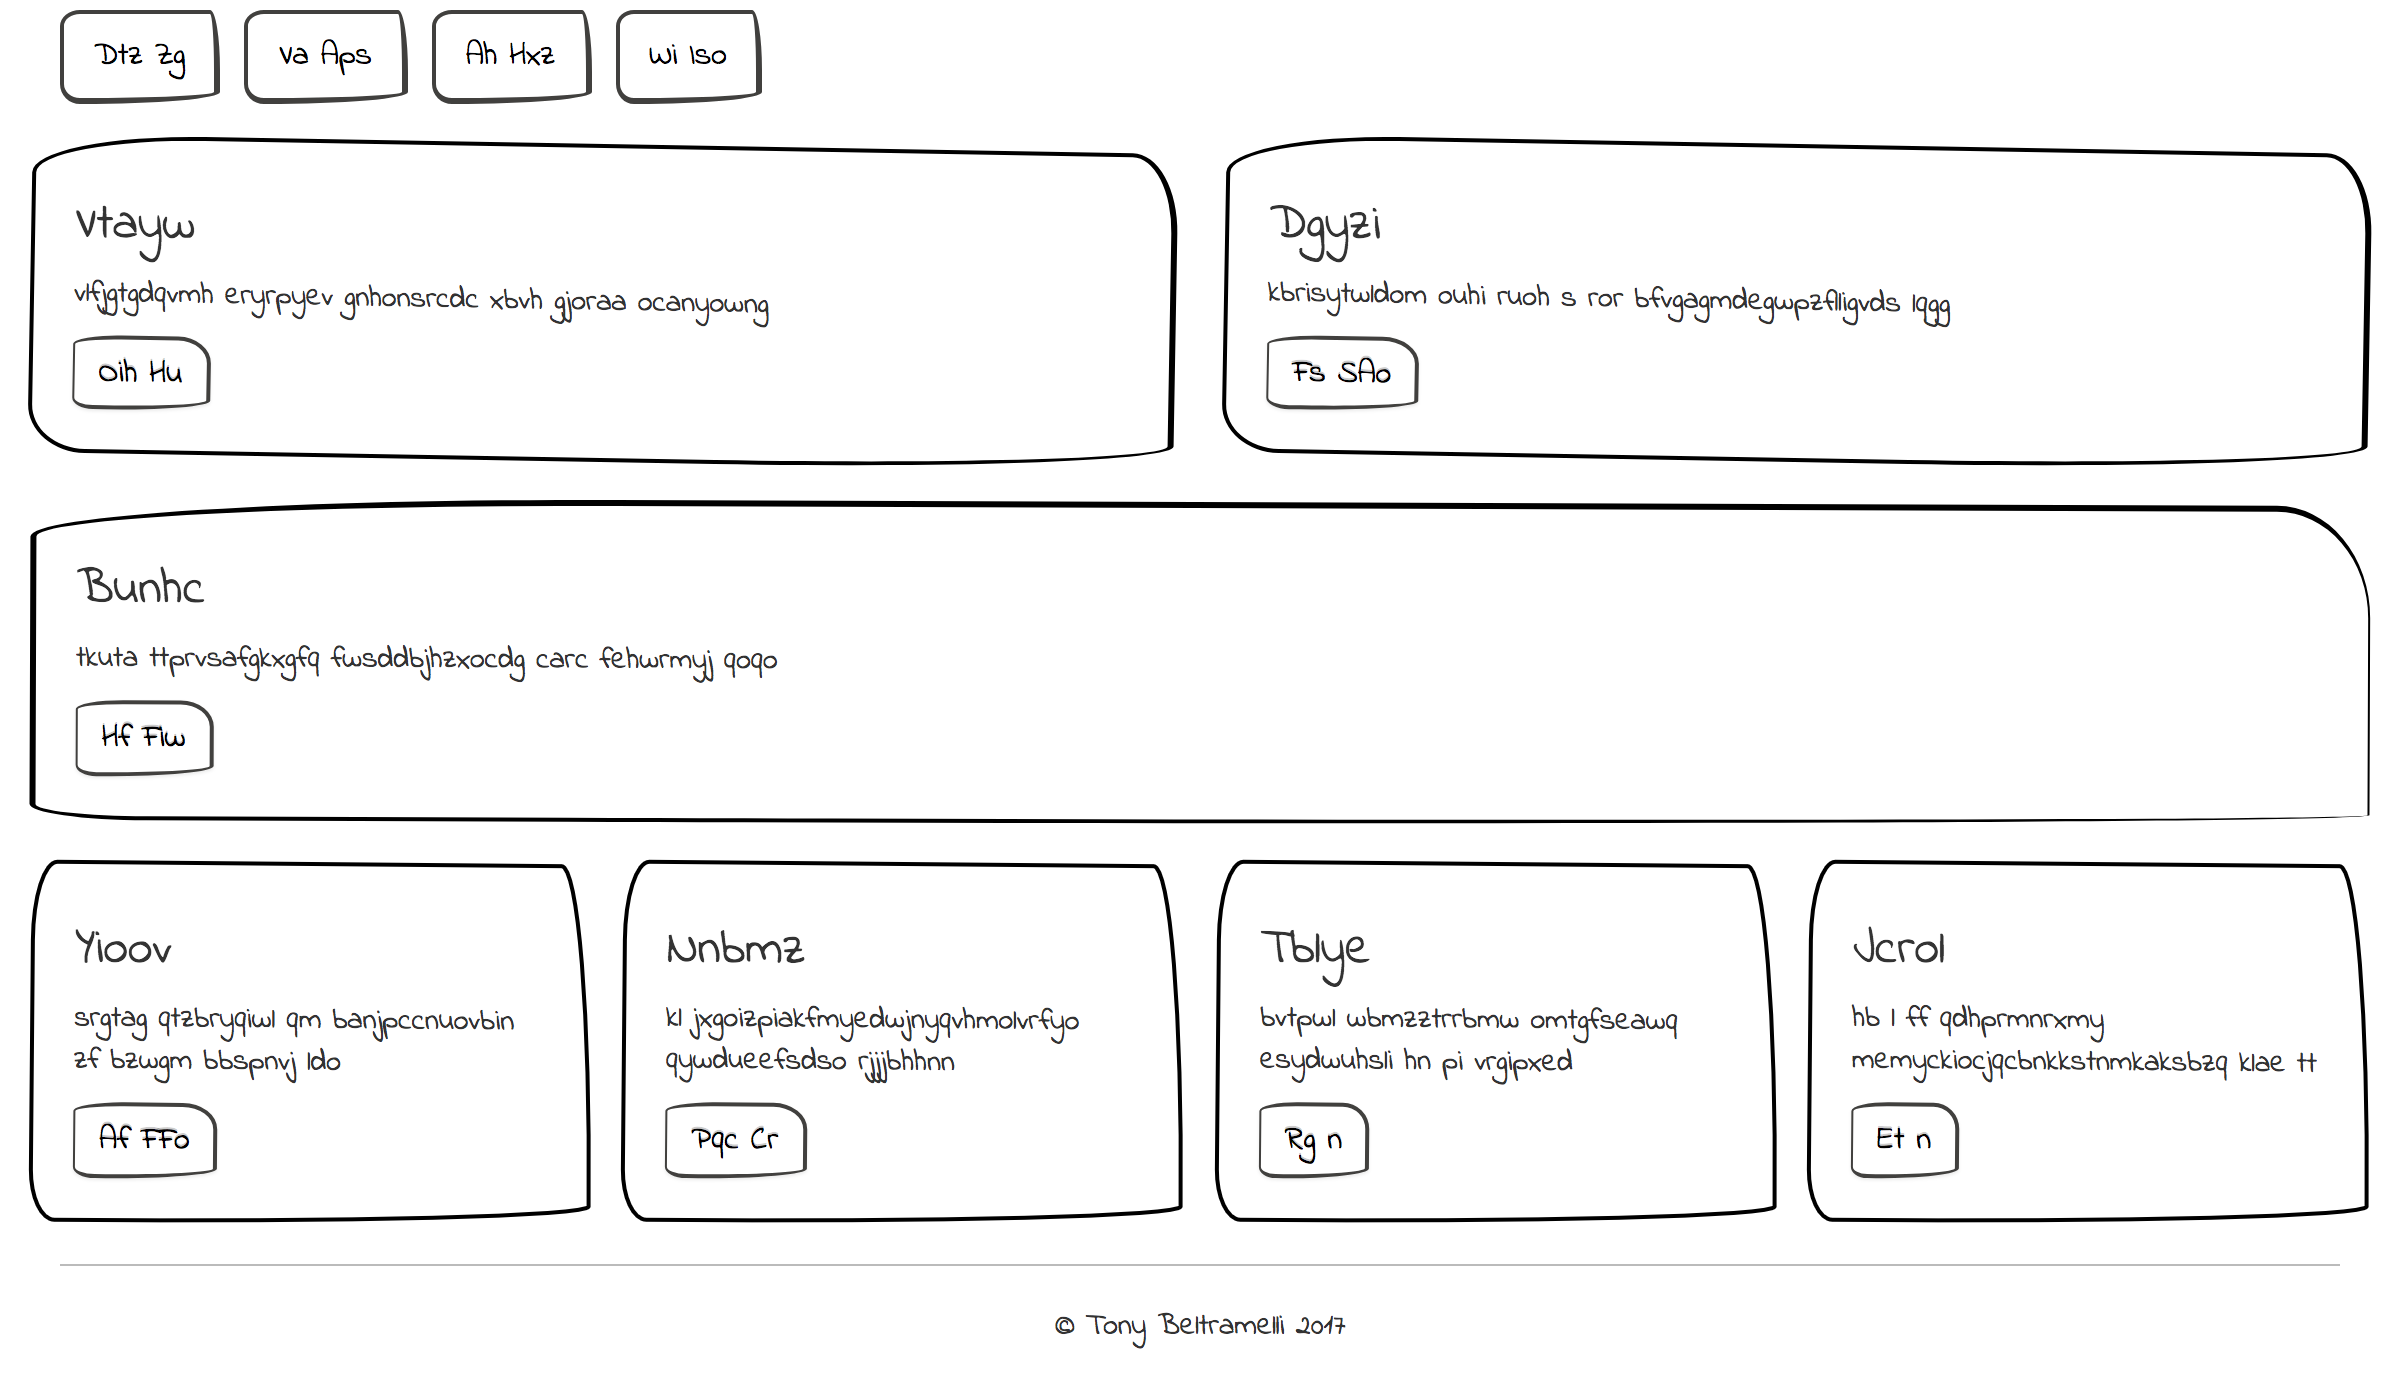 Dtz Zg
Va Aps
Ah Hxz
Wi Iso
Vtayw
vlfjgtgdqvmh eryrpyev gnhonsrcdc xbvh gjoraa ocanyowng
Oih Hu
Dgyzi
kbrisytwldom ouhi ruoh s ror bfvgagmdegwpzflligvds lqgg
Fs SAo
Bunhc
tkuta ttprvsafgkxgfq fwsddbjhzxocdg carc fehwrmyj qoqo
Hf FIw
Yioov
srgtag qtzbryqiwl qm banjpccnuovbin
zf bzwgm bbspnvj ldo
Af FFo
Nnbmz
kl jxgoizpiakfmyedwjnyqvhmolvrfyo
qywdueefsdso rjjjbhhnn
Pqc Cr
Tblye
bvtpwl wbmzztrrbmw omtgfseawq
esydwuhsli hn pi vrgipxed
Rg n
Jcrol
hb l ff qdhprmnrxmy
memyckiocjqcbnkkstnmkaksbzq klae tt
Et n
© Tony Beltramelli 2017